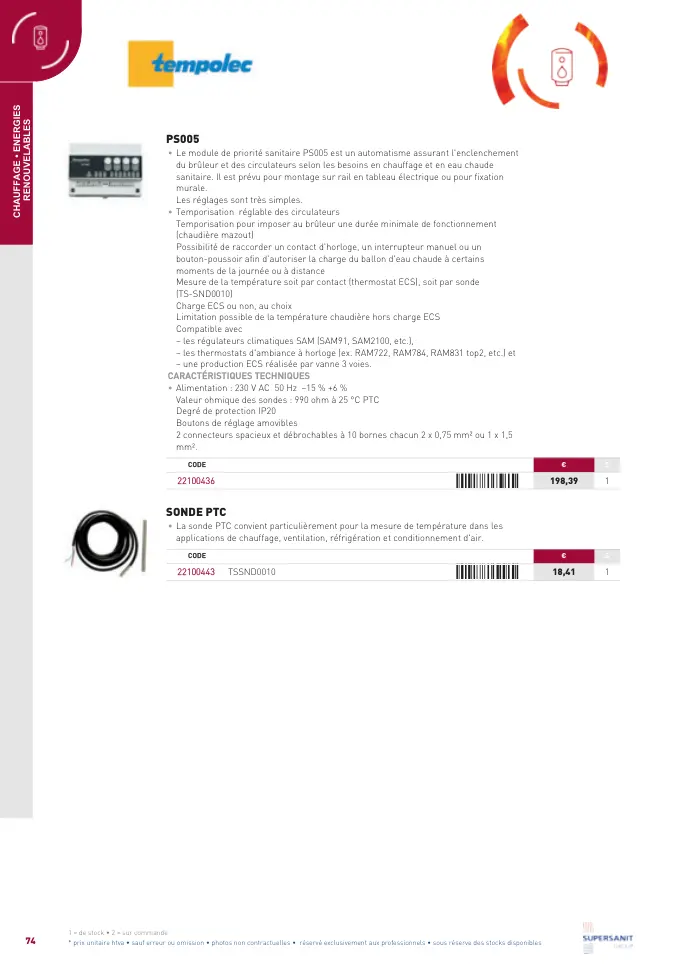 tempolec
CHAUFFAGE • ENERGIES
RENOUVELABLES
PS005
• Le module de priorité sanitaire PS005 est un automatisme assurant l'enclenchement
du brûleur et des circulateurs selon les besoins en chauffage et en eau chaude
sanitaire. Il est prévu pour montage sur rail en tableau électrique ou pour fixation
murale.
Les réglages sont très simples.
• Temporisation réglable des circulateurs
Temporisation pour imposer au brûleur une durée minimale de fonctionnement
(chaudière mazout)
Possibilité de raccorder un contact d'horloge, un interrupteur manuel ou un
bouton-poussoir afin d'autoriser la charge du ballon d'eau chaude à certains
moments de la journée ou à distance
Mesure de la température soit par contact (thermostat ECS), soit par sonde
(TS-SND0010)
Charge ECS ou non, au choix
Limitation possible de la température chaudière hors charge ECS
Compatible avec
– les régulateurs climatiques SAM (SAM91, SAM2100, etc.),
– les thermostats d'ambiance à horloge (ex. RAM722, RAM784, RAM831 top2, etc.) et
– une production ECS réalisée par vanne 3 voies.
CARACTÉRISTIQUES TECHNIQUES
• Alimentation : 230 V AC 50 Hz –15 % +6 %
Valeur ohmique des sondes : 990 ohm à 25 °C PTC
Degré de protection IP20
Boutons de réglage amovibles
2 connecteurs spacieux et débrochables à 10 bornes chacun 2 x 0,75 mm² ou 1 x 1,5
mm².
CODE €
22100436 198,39 1
SONDE PTC
• La sonde PTC convient particulièrement pour la mesure de température dans les
applications de chauffage, ventilation, réfrigération et conditionnement d'air.
CODE €
22100443 TSSND0010 18,41 1
1 = de stock • 2 = sur commande
74
* prix unitaire htva • sauf erreur ou omission • photos non contractuelles • réservé exclusivement aux professionnels • sous réserve des stocks disponibles
SUPERSANIT
GROUP